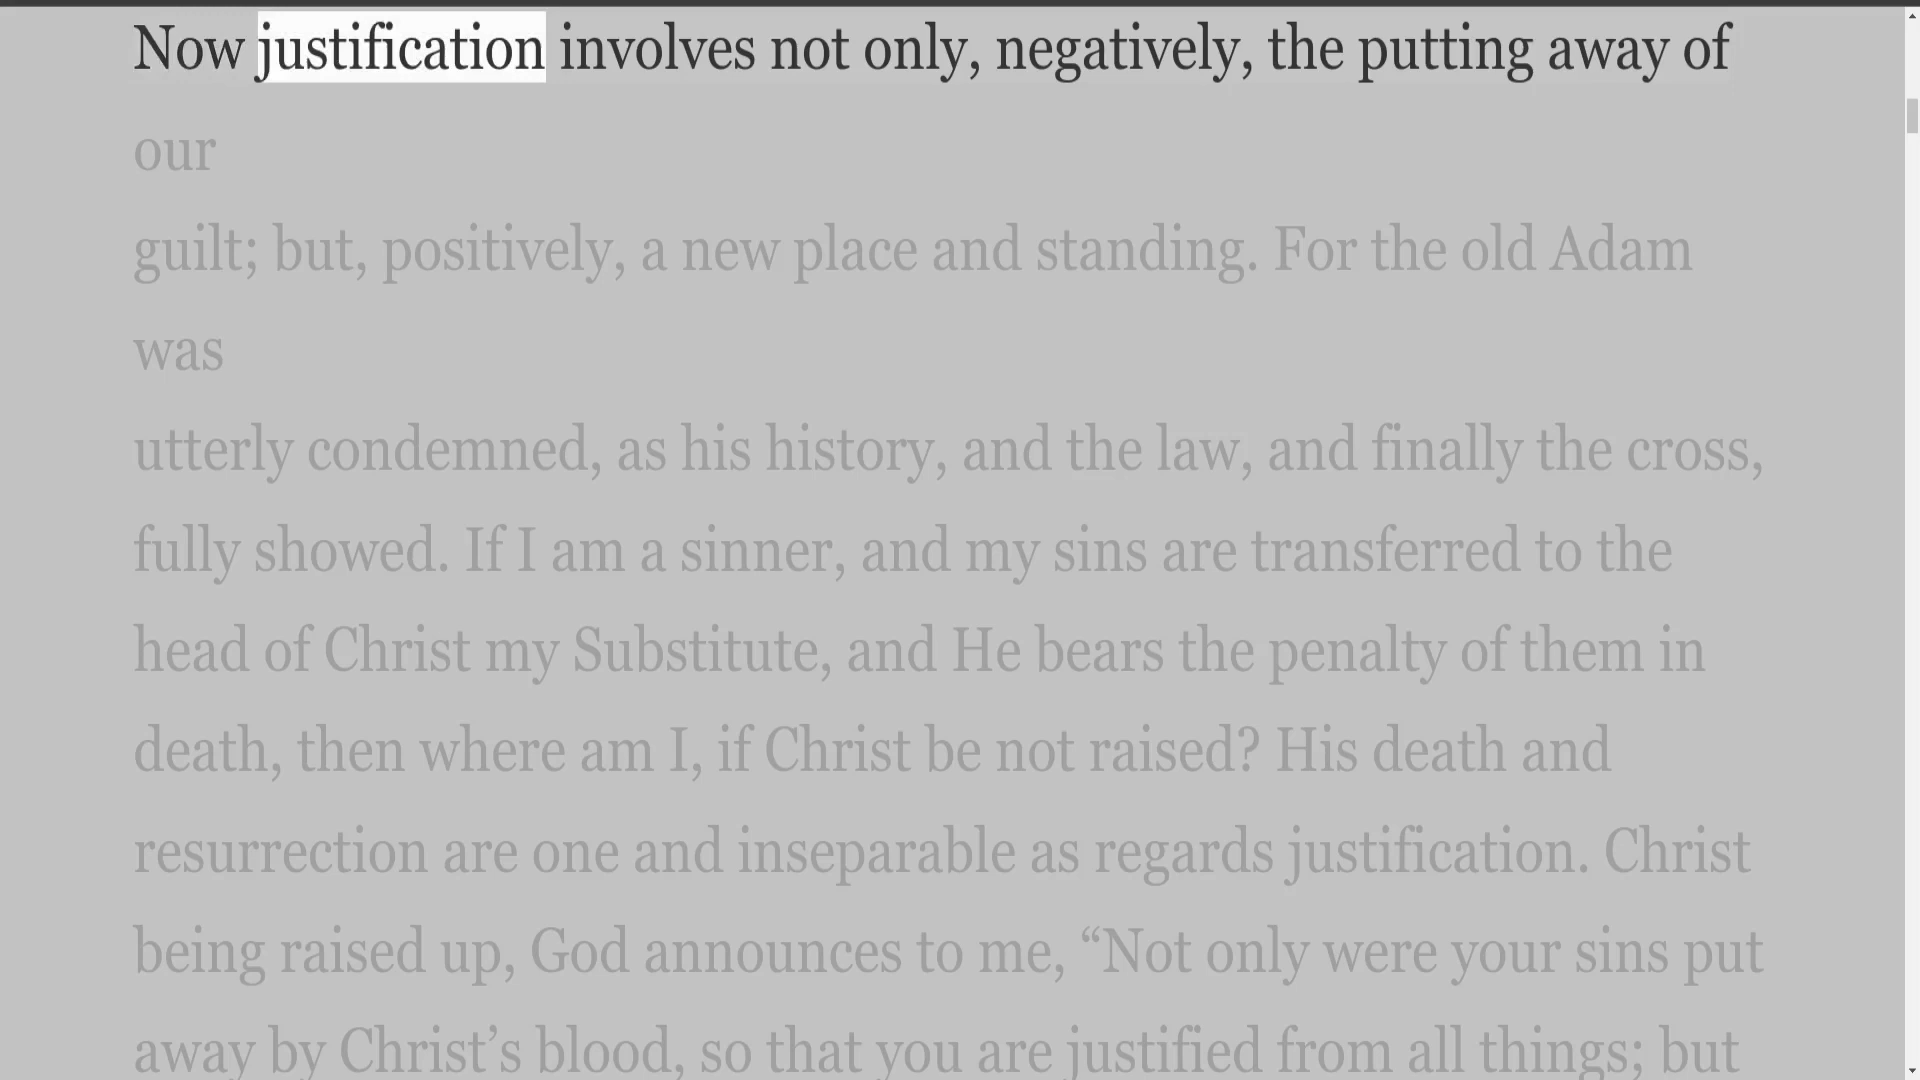 Now justification involves not only, negatively, the putting away of
our
guilt; but, positively, a new place and standing. For the old Adam
was
utterly condemned, as his history, and the law, and finally the cross,
fully showed. If I am a sinner, and my sins are transferred to the
head of Christ my Substitute, and He bears the penalty of them in
death, then where am I, if Christ be not raised? His death and
resurrection are one and inseparable as regards justification. Christ
being raised up, God announces to me, “Not only were your sins put
away by Christ’s blood, so that you are justified from all things; but